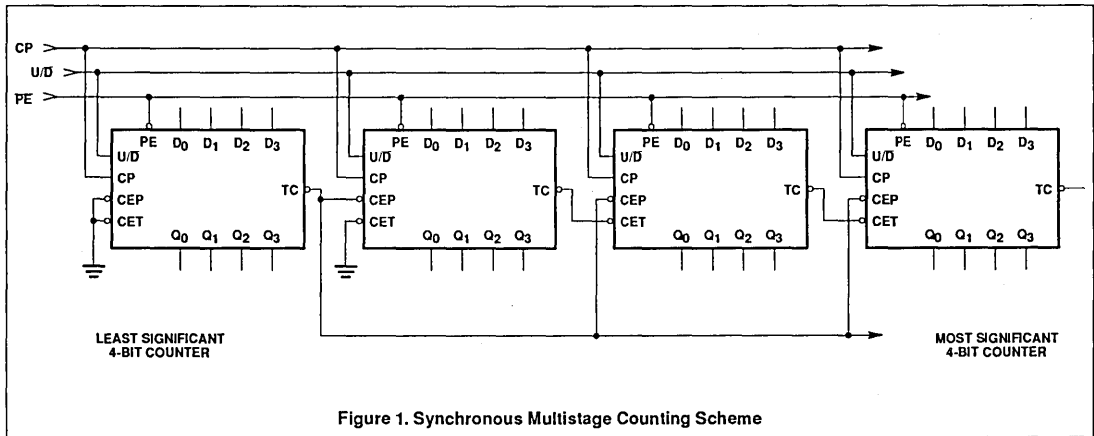 CP
U/D̅
P̅E̅
PE D0 D1 D2 D3
U/D̅
CP
CEP
CET
TC
Q0 Q1 Q2 Q3
PE D0 D1 D2 D3
U/D̅
CP
CEP
CET
TC
Q0 Q1 Q2 Q3
PE D0 D1 D2 D3
U/D̅
CP
CEP
CET
TC
Q0 Q1 Q2 Q3
PE D0 D1 D2 D3
U/D̅
CP
CEP
CET
TC
Q0 Q1 Q2 Q3
LEAST SIGNIFICANT
4-BIT COUNTER
MOST SIGNIFICANT
4-BIT COUNTER
Figure 1. Synchronous Multistage Counting Scheme